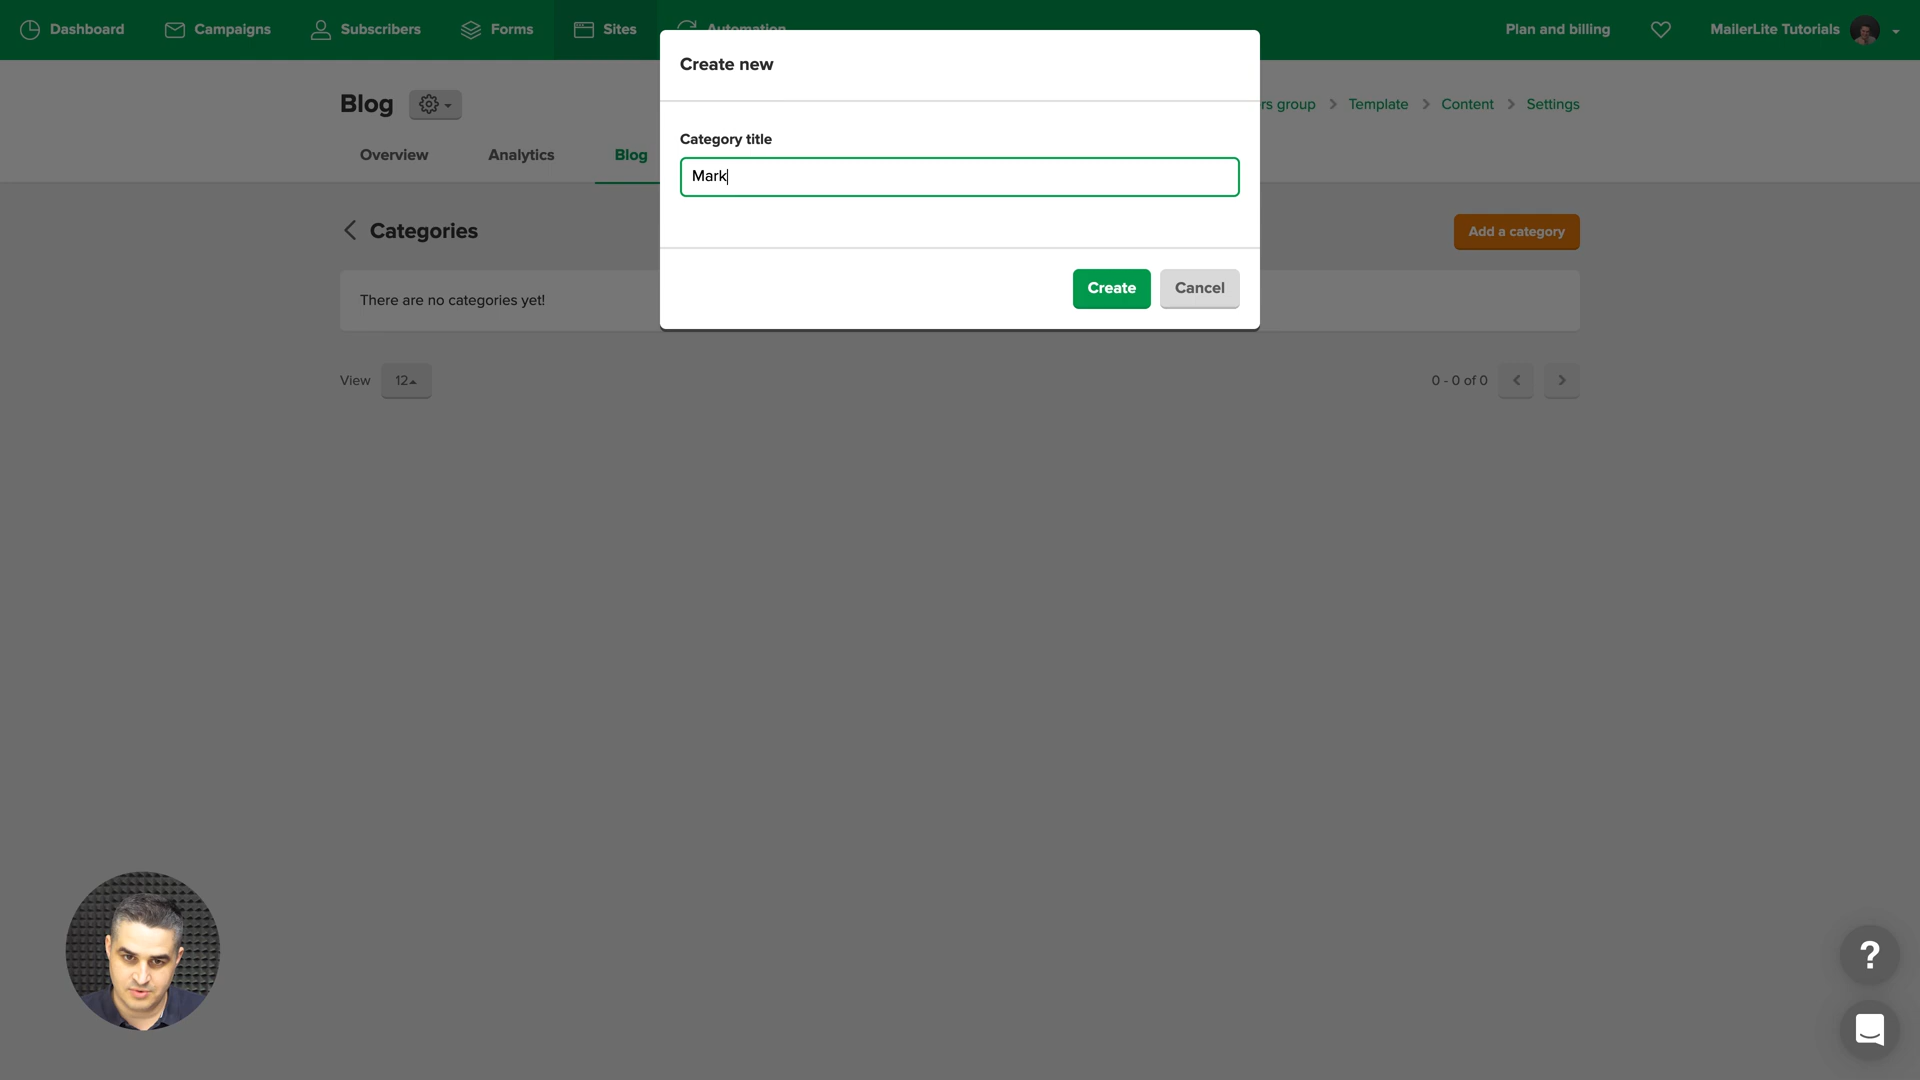 Dashboard Campaigns Subscribers Forms Sites Automation Plan and billing MailerLite Tutorials
Create new
Blog
rs group Template Content Settings
Category title
Overview Analytics Blog
Mark
Categories
Add a category
Create Cancel
There are no categories yet!
View 12 0 - 0 of 0
?